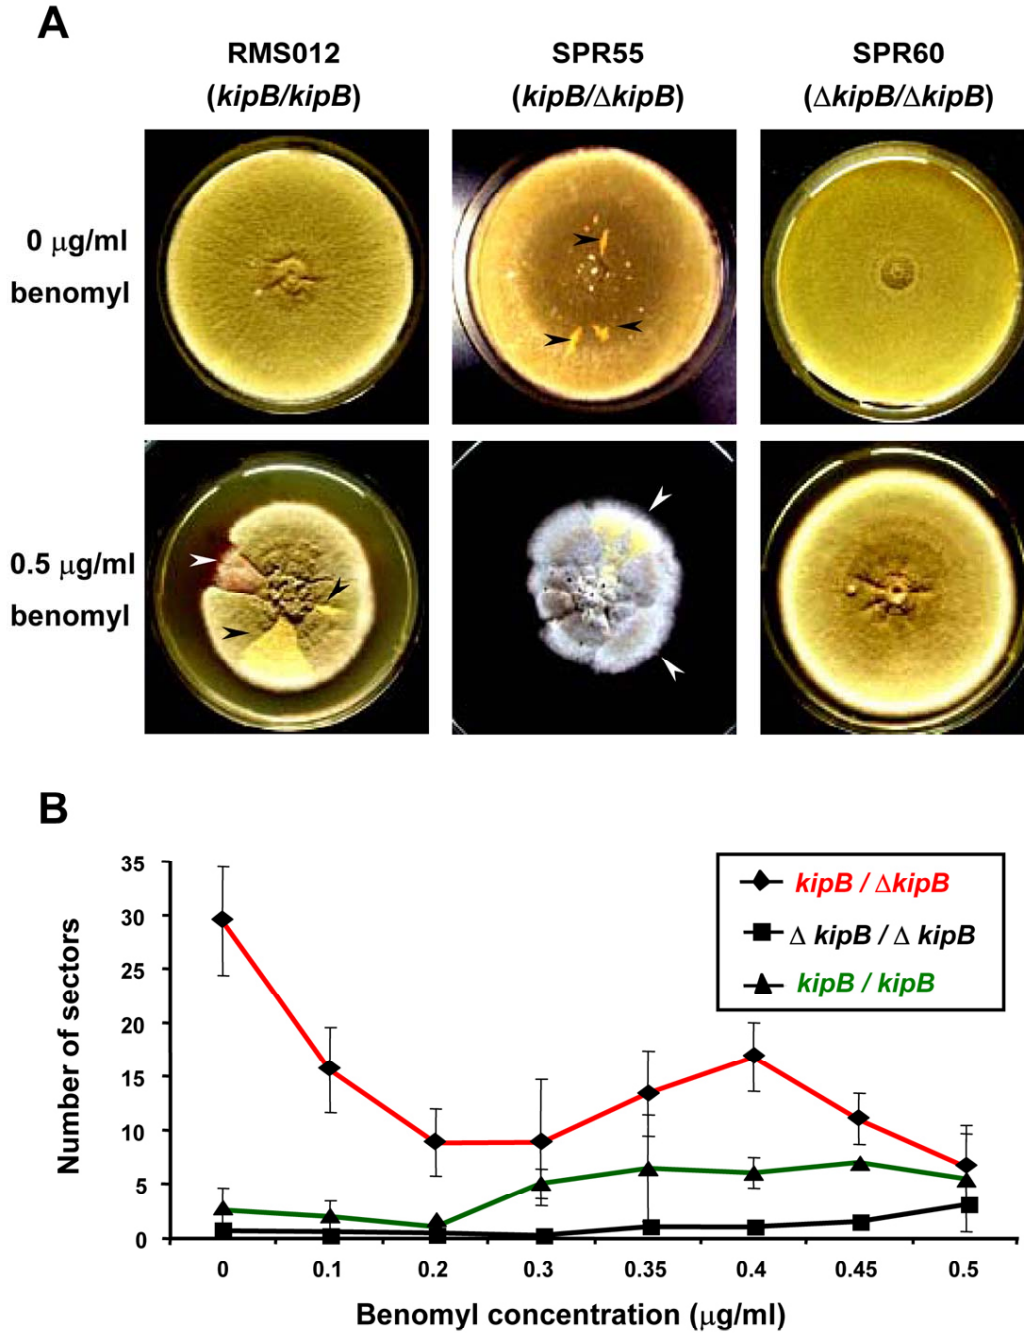 A
RMS012
(kipB/kipB)
SPR55
(kipB/ΔkipB)
SPR60
(ΔkipB/ΔkipB)
0 μg/ml
benomyl
0.5 μg/ml
benomyl
B
Number of sectors
35
30
25
20
15
10
5
0
kipB / ΔkipB
Δ kipB / Δ kipB
kipB / kipB
0 0.1 0.2 0.3 0.35 0.4 0.45 0.5
Benomyl concentration (μg/ml)